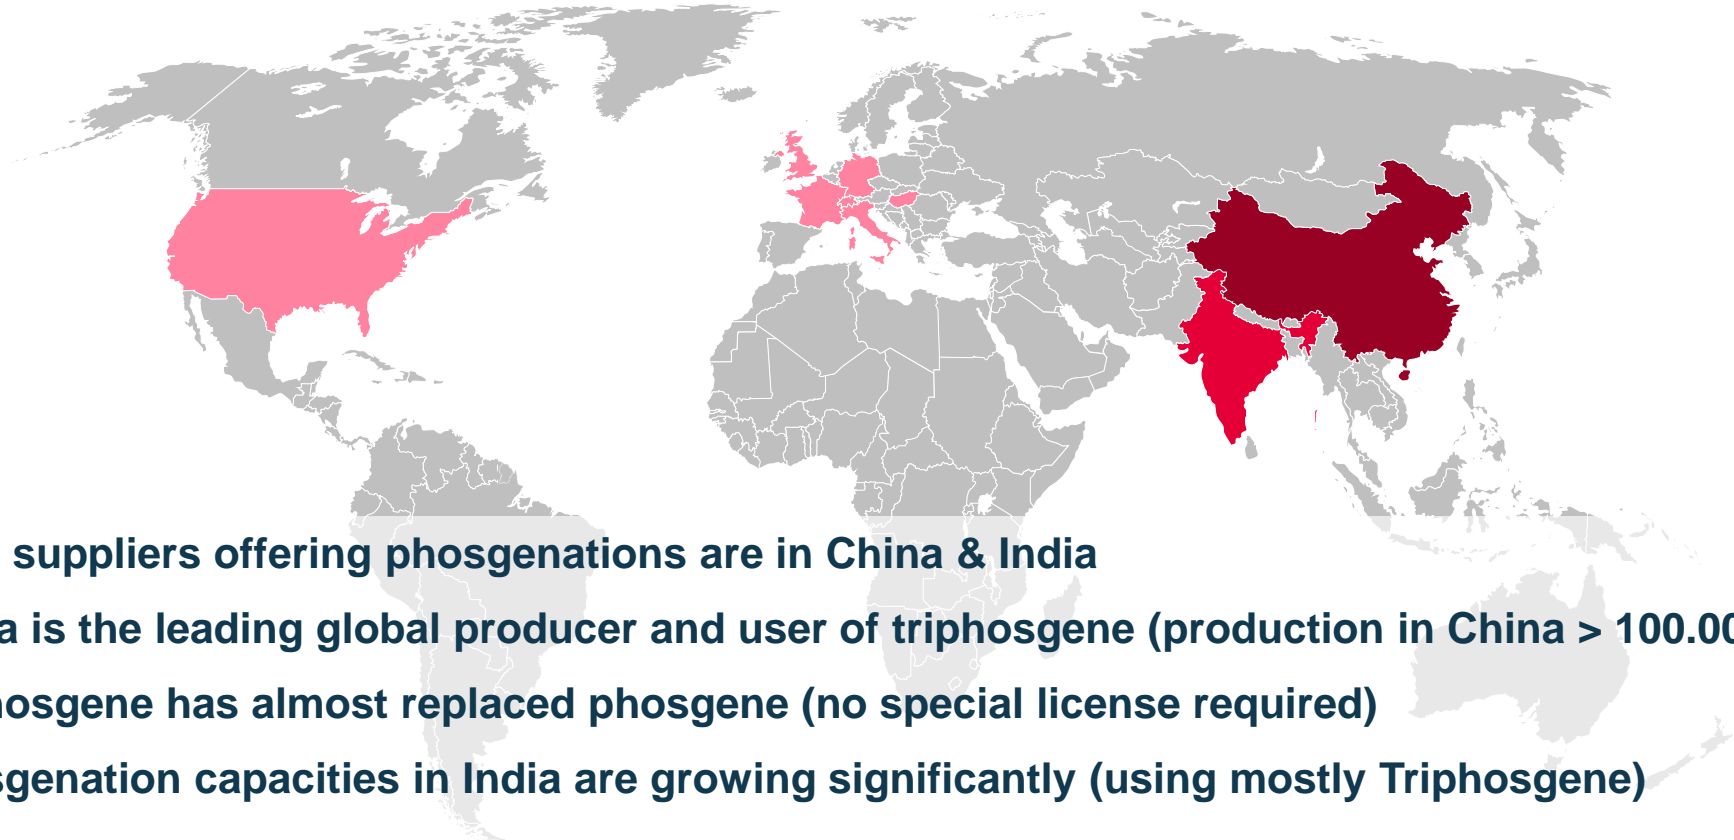 suppliers offering phosgenations are in China & India
a is the leading global producer and user of triphosgene (production in China > 100.00
hosgene has almost replaced phosgene (no special license required)
sgenation capacities in India are growing significantly (using mostly Triphosgene)